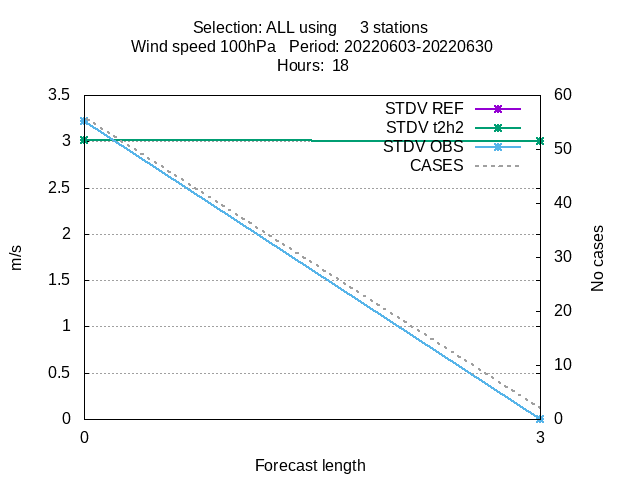 Selection: ALL using 3 stations
Wind speed 100hPa Period: 20220603-20220630
Hours: 18
3.5
3
2.5
2
1.5
1
0.5
0
60
50
40
30
20
10
0
STDV REF
STDV t2h2
STDV OBS
CASES
m/s
No cases
0
3
Forecast length